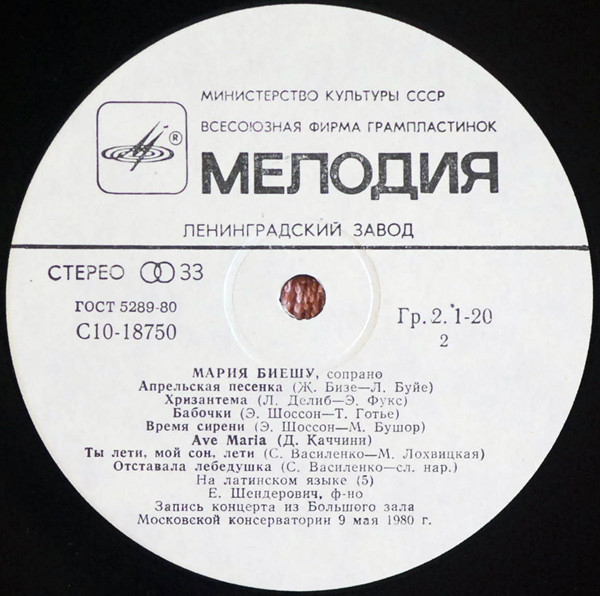 МИНИСТЕРСТВО КУЛЬТУРЫ СССР
ВСЕСОЮЗНАЯ ФИРМА ГРАМПЛАСТИНОК
®
МЕЛОДИЯ
ЛЕНИНГРАДСКИЙ ЗАВОД
СТЕРЕО 33
ГОСТ 5289-80
С10-18750
Гр. 2. 1-20
2
МАРИЯ БИЕШУ, сопрано
Апрельская песенка (Ж. Бизе—Л. Буйе)
Хризантема (Л. Делиб—Э. Фукс)
Бабочки (Э. Шоссон—Т. Готье)
Время сирени (Э. Шоссон—М. Бушор)
Ave Maria (Д. Каччини)
Ты лети, мой сон, лети (С. Василенко—М. Лохвицкая)
Отставала лебедушка (С. Василенко—сл. нар.)
На латинском языке (5)
Е. Шендерович, ф-но
Запись концерта из Большого зала
Московской консерватории 9 мая 1980 г.